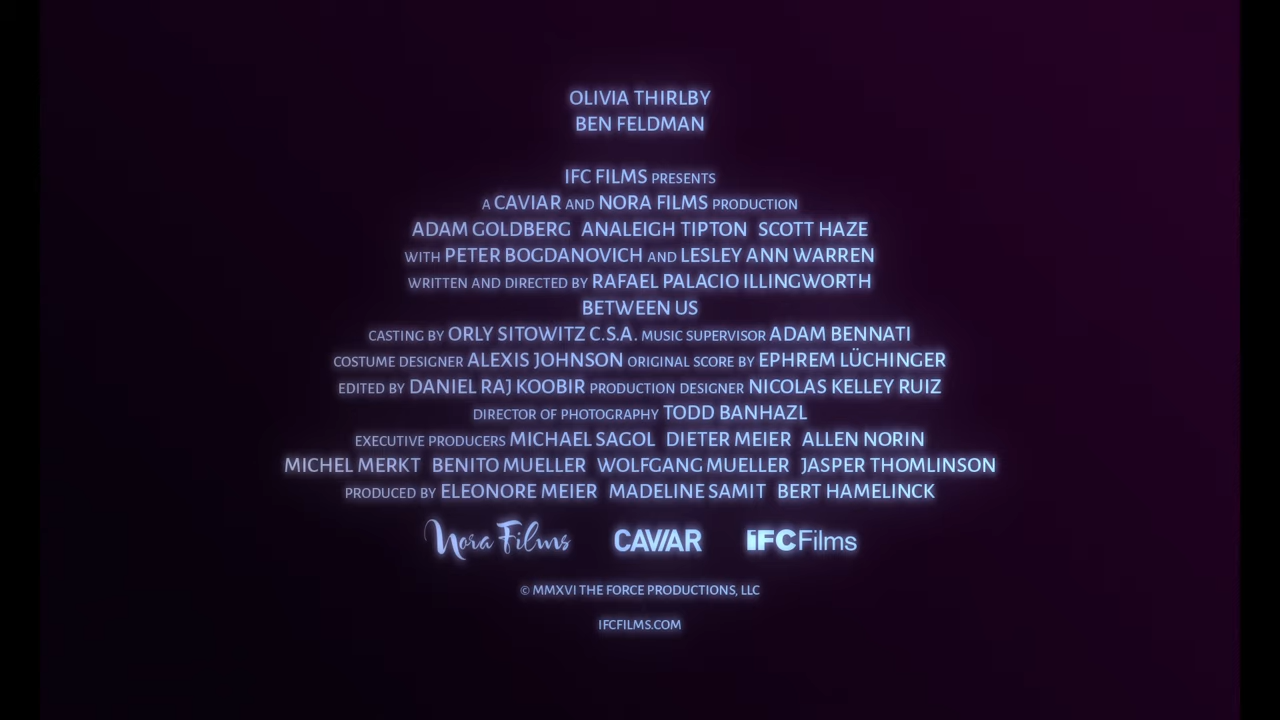 OLIVIA THIRLBY
BEN FELDMAN
IFC FILMS PRESENTS
A CAVIAR AND NORA FILMS PRODUCTION
ADAM GOLDBERG ANALEIGH TIPTON SCOTT HAZE
WITH PETER BOGDANOVICH AND LESLEY ANN WARREN
WRITTEN AND DIRECTED BY RAFAEL PALACIO ILLINGWORTH
BETWEEN US
CASTING BY ORLY SITOWITZ C.S.A. MUSIC SUPERVISOR ADAM BENNATI
COSTUME DESIGNER ALEXIS JOHNSON ORIGINAL SCORE BY EPHREM LÜCHINGER
EDITED BY DANIEL RAJ KOOBIR PRODUCTION DESIGNER NICOLAS KELLEY RUIZ
DIRECTOR OF PHOTOGRAPHY TODD BANHAZL
EXECUTIVE PRODUCERS MICHAEL SAGOL DIETER MEIER ALLEN NORIN
MICHEL MERKT BENITO MUELLER WOLFGANG MUELLER JASPER THOMLINSON
PRODUCED BY ELEONORE MEIER MADELINE SAMIT BERT HAMELINCK
Nora Films CAVIAR IFC Films
© MMXVI THE FORCE PRODUCTIONS, LLC
IFCFILMS.COM